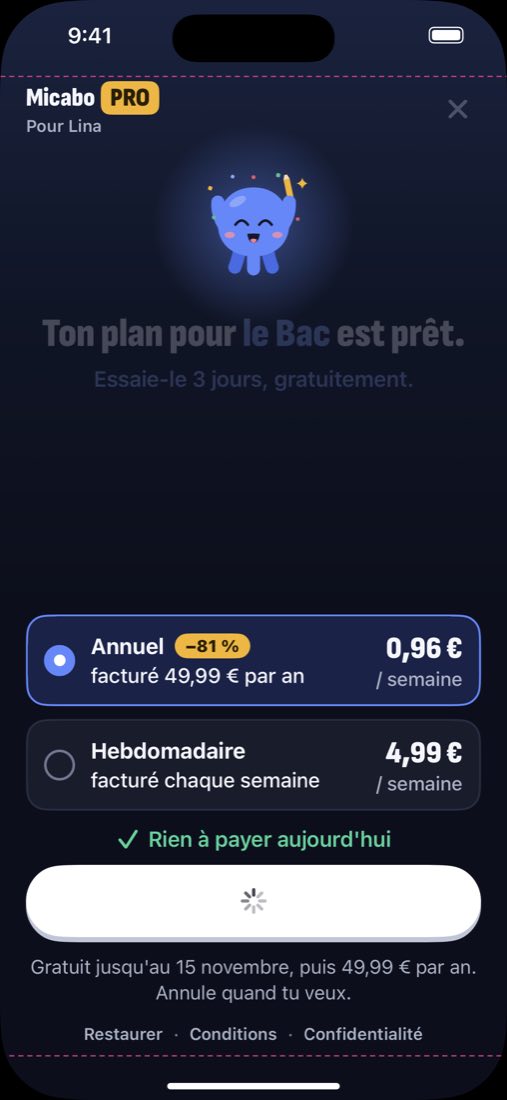 9:41
Micabo PRO
Pour Lina
Ton plan pour le Bac est prêt.
Essaie-le 3 jours, gratuitement.
Annuel −81 %
facturé 49,99 € par an
0,96 €
/ semaine
Hebdomadaire
facturé chaque semaine
4,99 €
/ semaine
Rien à payer aujourd'hui
Gratuit jusqu'au 15 novembre, puis 49,99 € par an.
Annule quand tu veux.
Restaurer · Conditions · Confidentialité